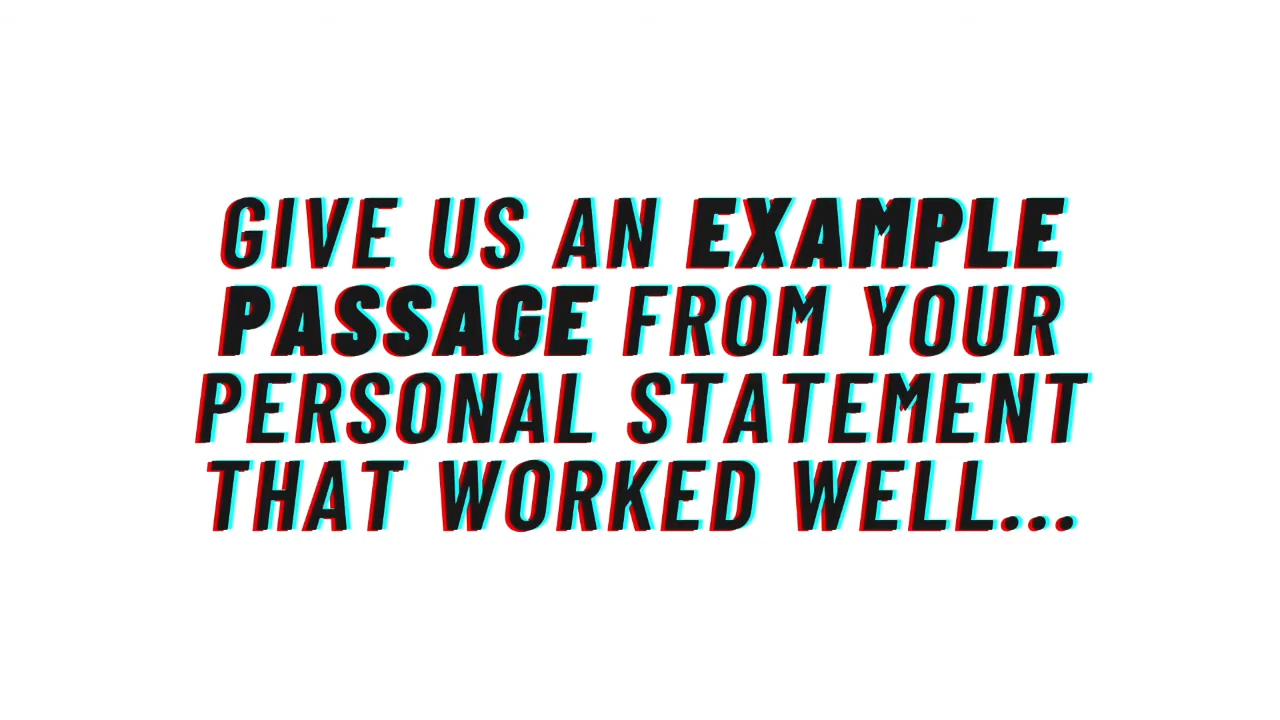 GIVE US AN EXAMPLE
PASSAGE FROM YOUR
PERSONAL STATEMENT
THAT WORKED WELL...